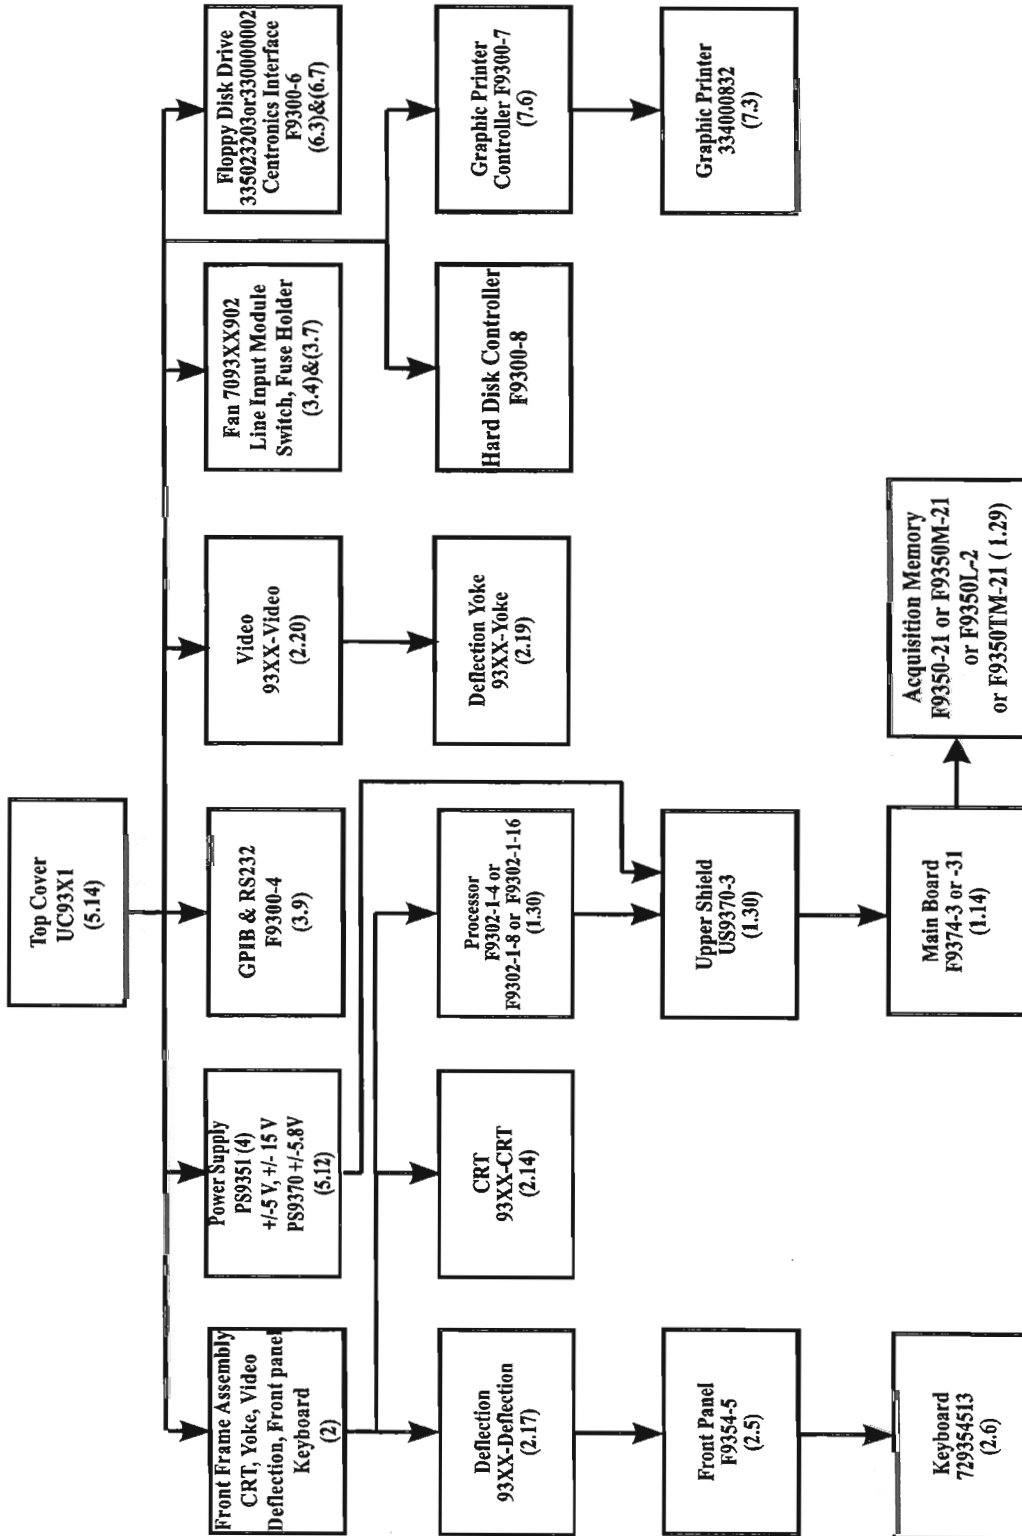 Top Cover
UC93X1
(5.14)
Front Frame Assembly
CRT, Yoke, Video
Deflection, Front panel
Keyboard
(2)
Power Supply
PS9351 (4)
+/-5 V, +/- 15 V
PS9370 +/-5.8V
(5.12)
GPIB & RS232
F9300-4
(3.9)
Video
93XX-Video
(2.20)
Fan 7093XX902
Line Input Module
Switch, Fuse Holder
(3.4)&(3.7)
Floppy Disk Drive
335023203or330000002
Centronics Interface
F9300-6
(6.3)&(6.7)
Deflection
93XX-Deflection
(2.17)
CRT
93XX-CRT
(2.14)
Processor
F9302-1-4 or
F9302-1-8 or F9302-1-16
(1.30)
Deflection Yoke
93XX-Yoke
(2.19)
Hard Disk Controller
F9300-8
Graphic Printer
Controller F9300-7
(7.6)
Front Panel
F9354-5
(2.5)
Upper Shield
US9370-3
(1.30)
Graphic Printer
334000832
(7.3)
Keyboard
729354513
(2.6)
Main Board
F9374-3 or -31
(1.14)
Acquisition Memory
F9350-21 or F9350M-21
or F9350L-2
or F9350TM-21 ( 1.29)